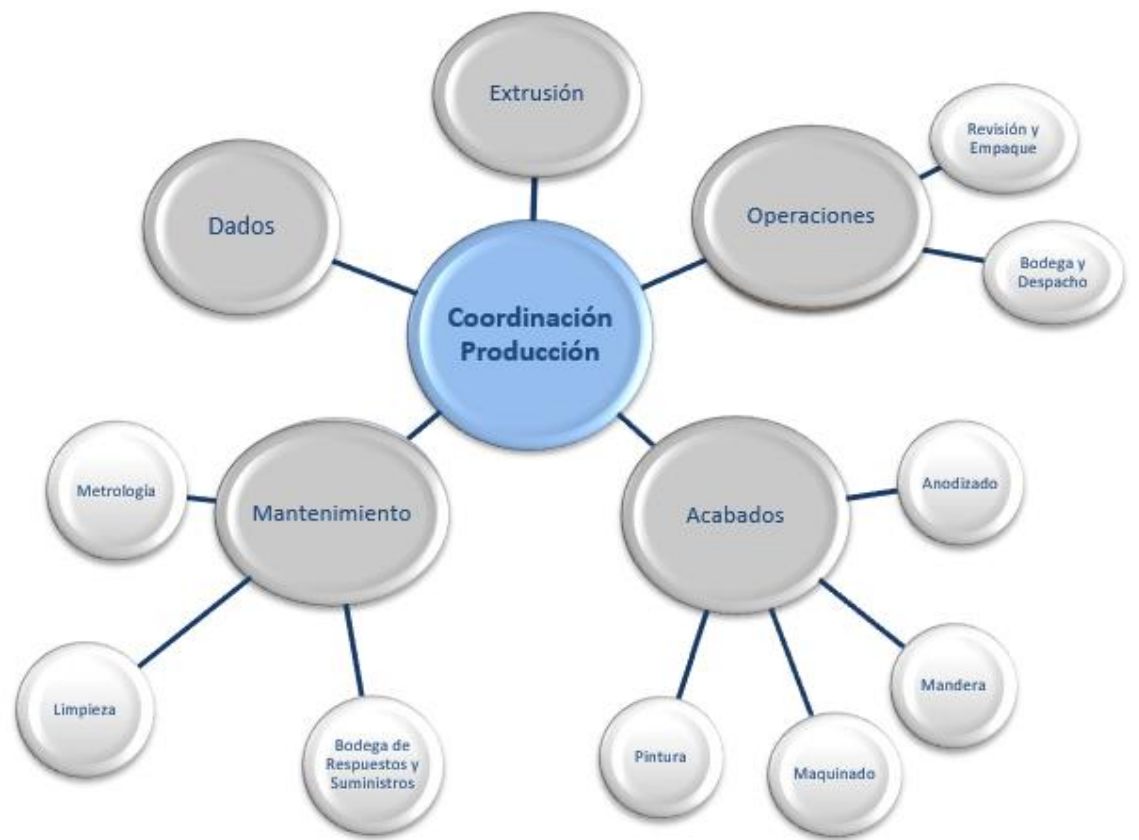 Extrusión
Revisión y
Empaque
Dados
Operaciones
Bodega y
Despacho
Coordinación
Producción
Metrología
Mantenimiento
Acabados
Anodizado
Limpieza
Bodega de
Respuestos y
Suministros
Pintura
Maquinado
Mandera